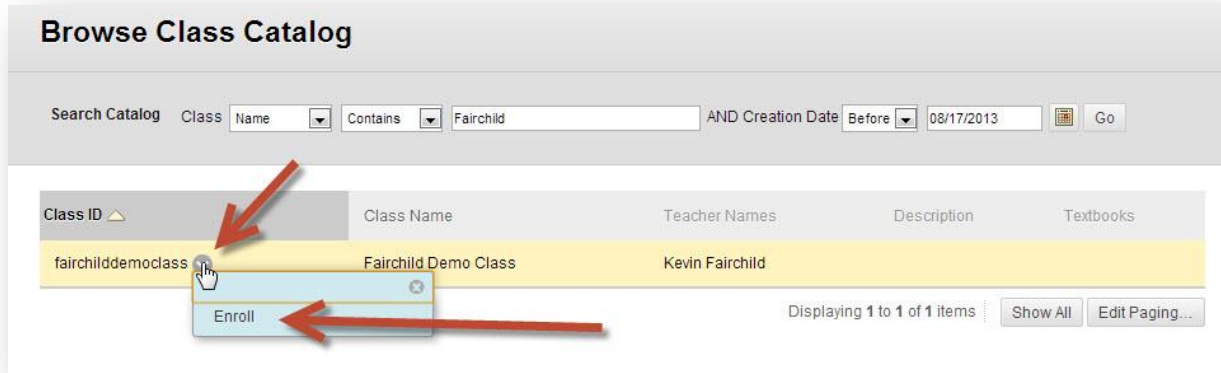 Browse Class Catalog
Search Catalog Class Name Contains Fairchild AND Creation Date Before 08/17/2013 Go
Class ID Class Name Teacher Names Description Textbooks
fairchilddemoclass Fairchild Demo Class Kevin Fairchild
Enroll
Displaying 1 to 1 of 1 items Show All Edit Paging...